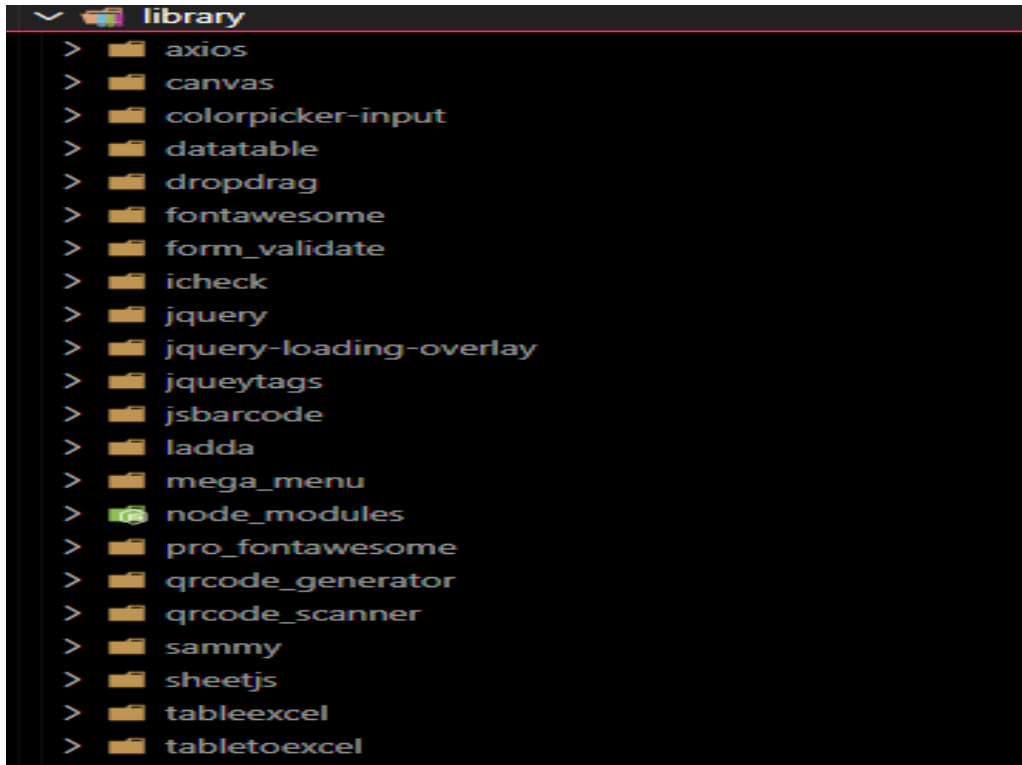 library
axios
canvas
colorpicker-input
datatable
dropdrag
fontawesome
form_validate
icheck
jquery
jquery-loading-overlay
jqueytags
jsbarcode
ladda
mega_menu
node_modules
pro_fontawesome
qrcode_generator
qrcode_scanner
sammy
sheetjs
tableexcel
tabletoexcel